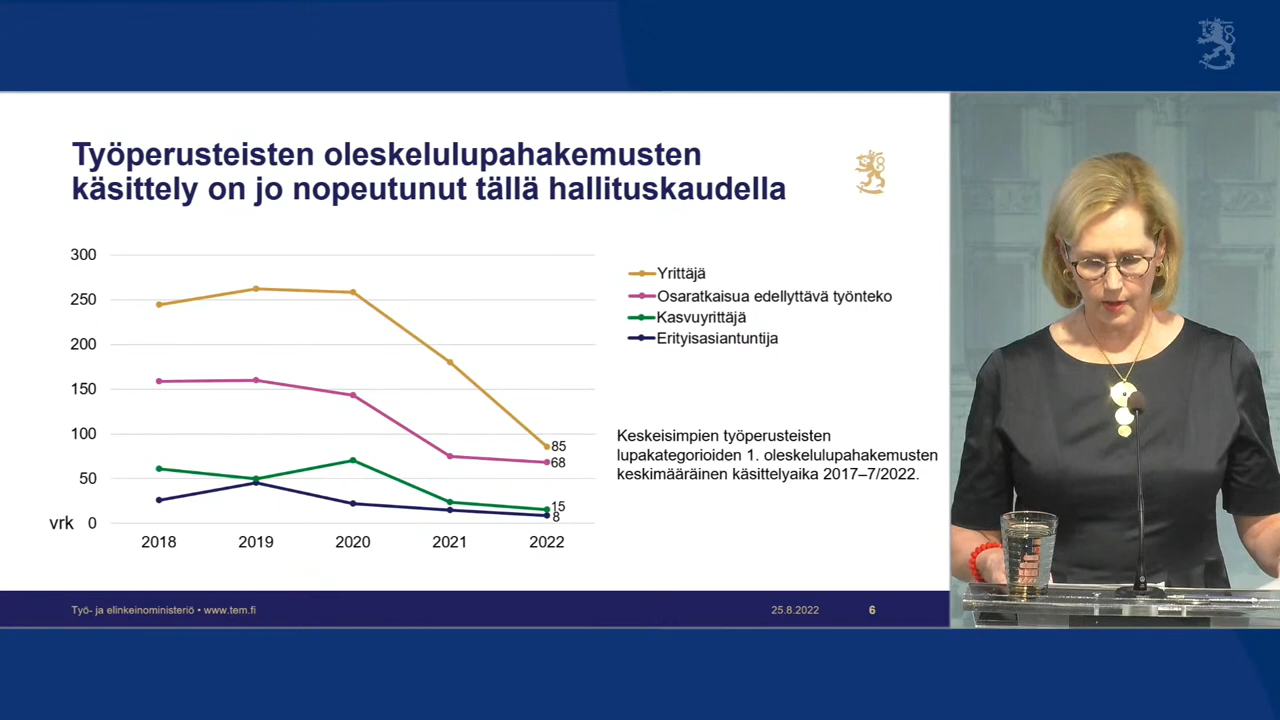 Työperusteisten oleskelulupahakemusten
käsittely on jo nopeutunut tällä hallituskaudella
300
250
200
150
100
50
vrk 0
2018 2019 2020 2021 2022
85
68
15
8
Yrittäjä
Osaratkaisua edellyttävä työnteko
Kasvuyrittäjä
Erityisasiantuntija
Keskeisimpien työperusteisten
lupakategorioiden 1. oleskelulupahakemusten
keskimääräinen käsittelyaika 2017–7/2022.
Työ- ja elinkeinoministeriö • www.tem.fi 25.8.2022 6